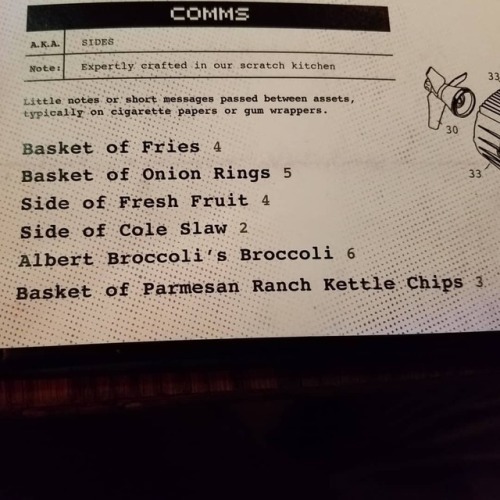 COMMS
A.K.A. SIDES
Note: Expertly crafted in our scratch kitchen
Little notes or short messages passed between assets,
typically on cigarette papers or gum wrappers.
33
30
33
Basket of Fries 4
Basket of Onion Rings 5
Side of Fresh Fruit 4
Side of Cole Slaw 2
Albert Broccoli's Broccoli 6
Basket of Parmesan Ranch Kettle Chips 3